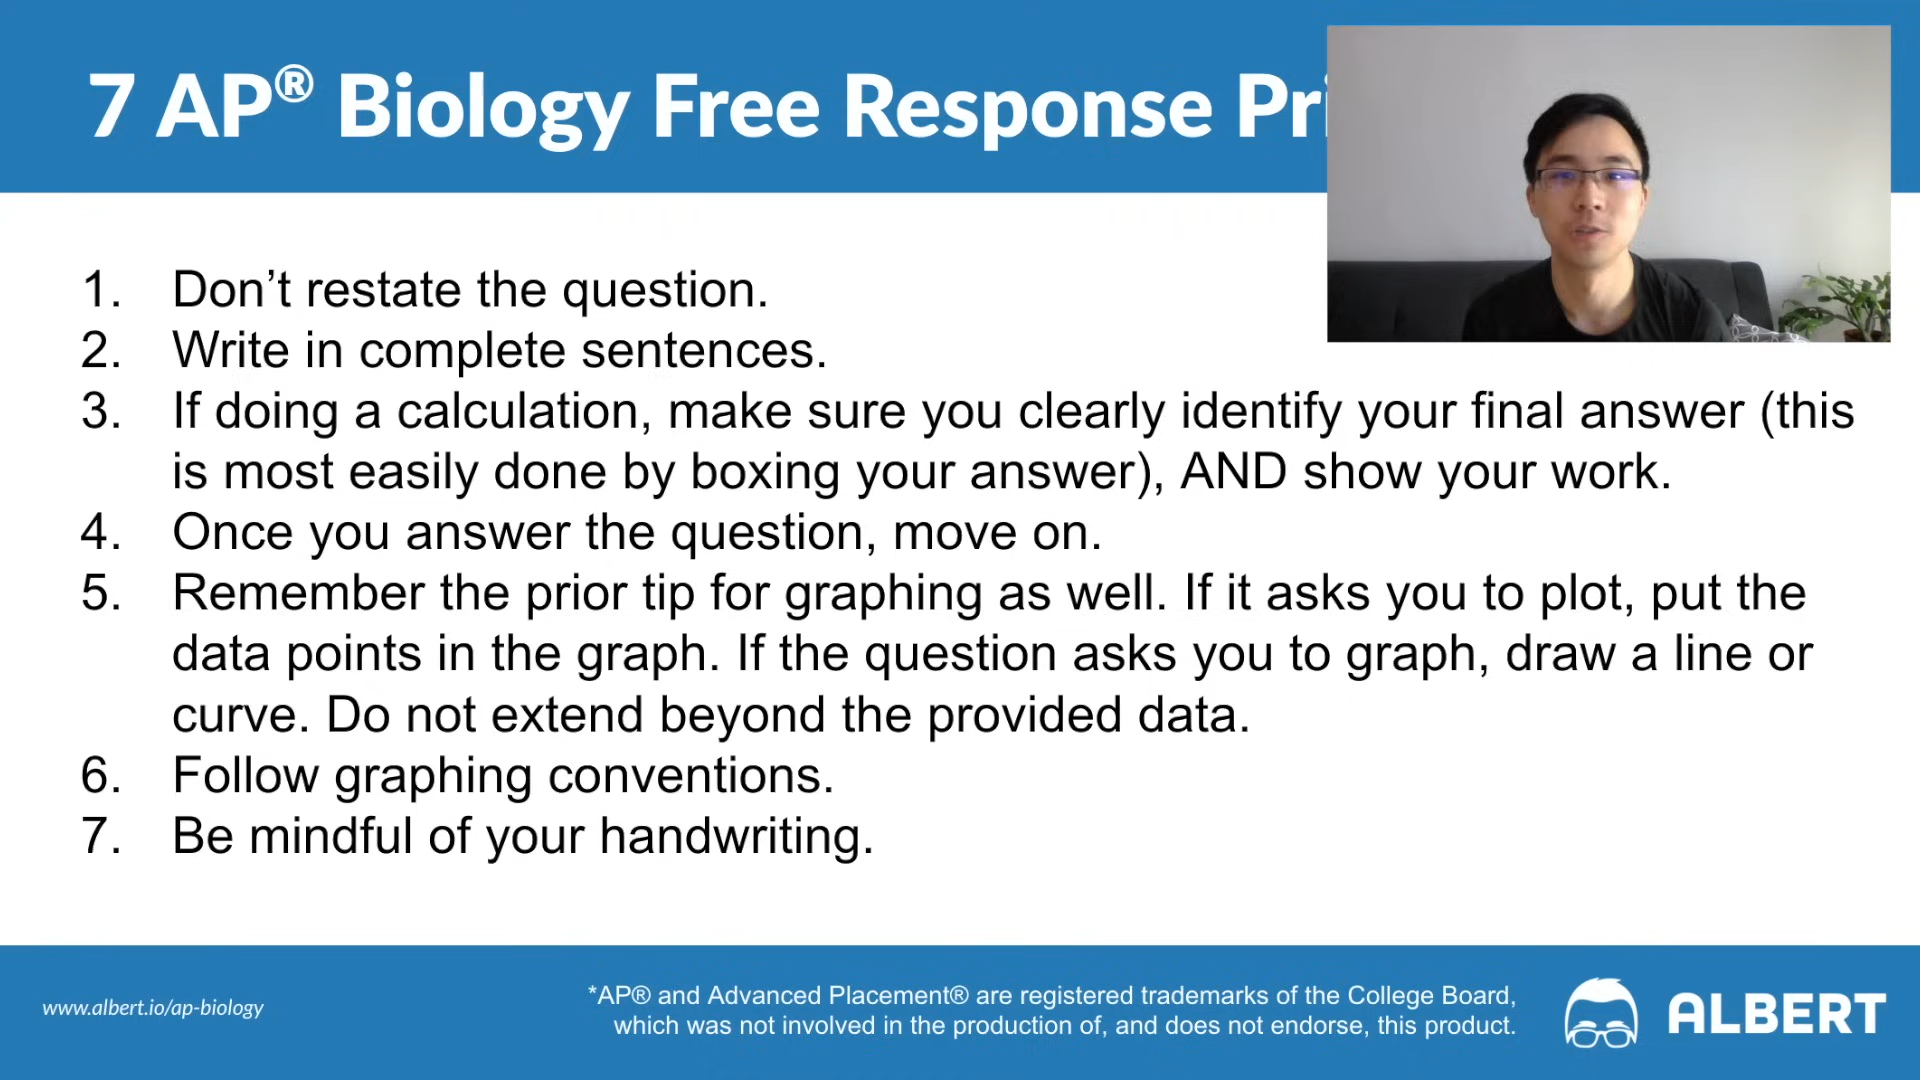 7 AP® Biology Free Response
1. Don’t restate the question.
2. Write in complete sentences.
3. If doing a calculation, make sure you clearly identify your final answer (this
is most easily done by boxing your answer), AND show your work.
4. Once you answer the question, move on.
5. Remember the prior tip for graphing as well. If it asks you to plot, put the
data points in the graph. If the question asks you to graph, draw a line or
curve. Do not extend beyond the provided data.
6. Follow graphing conventions.
7. Be mindful of your handwriting.
www.albert.io/ap-biology
*AP® and Advanced Placement® are registered trademarks of the College Board,
which was not involved in the production of, and does not endorse, this product.
ALBERT